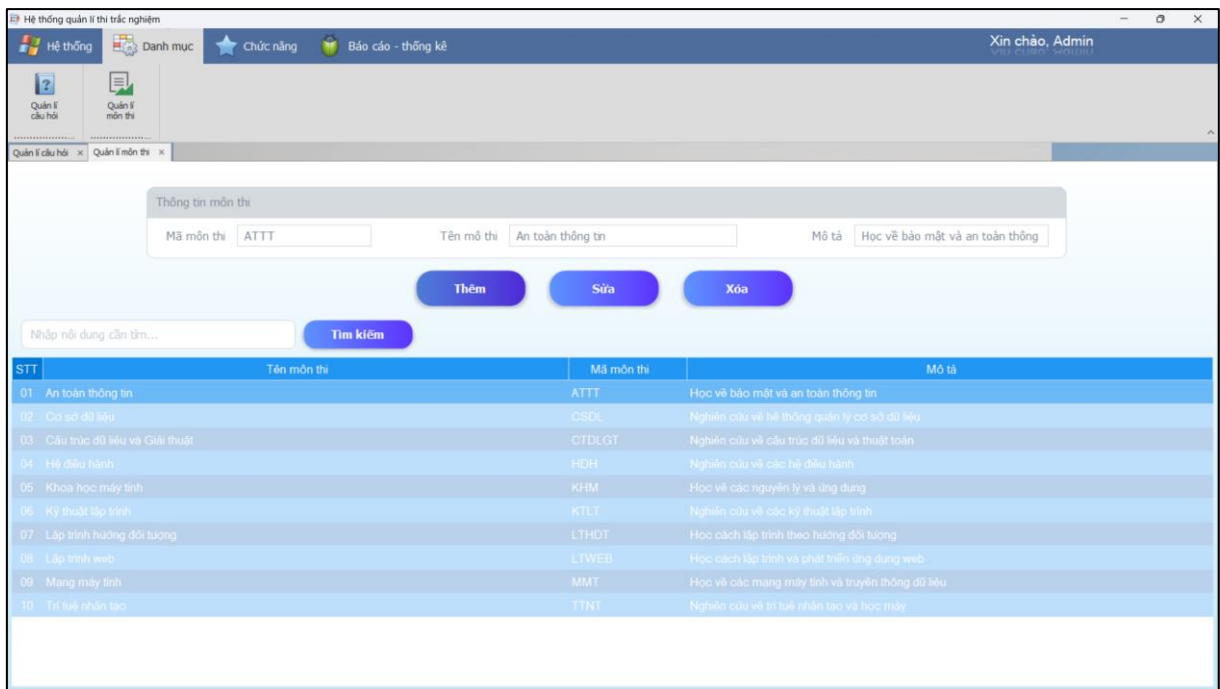 Hệ thống quản lí thi trắc nghiệm
Hệ thống Danh mục Chức năng Báo cáo - thống kê Xin chào, Admin
Quản lí câu hỏi
Quản lí môn thi
Quản lí câu hỏi × Quản lí môn thi ×
Thông tin môn thi
Mã môn thi ATTT Tên mô thi An toàn thông tin Mô tả Học về bảo mật và an toàn thông
Thêm Sửa Xóa
Nhập nội dung cần tìm... Tìm kiếm
STT Tên môn thi Mã môn thi Mô tả
01 An toàn thông tin ATTT Học về bảo mật và an toàn thông tin
02 Cơ sở dữ liệu CSDL Nghiên cứu về hệ thống quản lý cơ sở dữ liệu
03 Cấu trúc dữ liệu và Giải thuật CTDLGT Nghiên cứu về cấu trúc dữ liệu và thuật toán
04 Hệ điều hành HDH Nghiên cứu về các hệ điều hành
05 Khoa học máy tính KHM Học về các nguyên lý và ứng dụng
06 Kỹ thuật lập trình KTLT Nghiên cứu về các kỹ thuật lập trình
07 Lập trình hướng đối tượng LTHDT Học cách lập trình theo hướng đối tượng
08 Lập trình web LTWEB Học cách lập trình và phát triển ứng dụng web
09 Mạng máy tính MMT Học về các mạng máy tính và truyền thông dữ liệu
10 Trí tuệ nhân tạo TTNT Nghiên cứu về trí tuệ nhân tạo và học máy